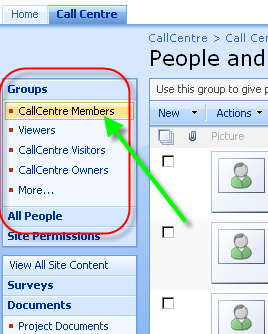 Home Call Centre
CallCentre > Call Centre
People and
Groups
CallCentre Members
Viewers
CallCentre Visitors
CallCentre Owners
More...
All People
Site Permissions
View All Site Content
Surveys
Documents
Project Documents
Use this group to give p
New Actions
Picture